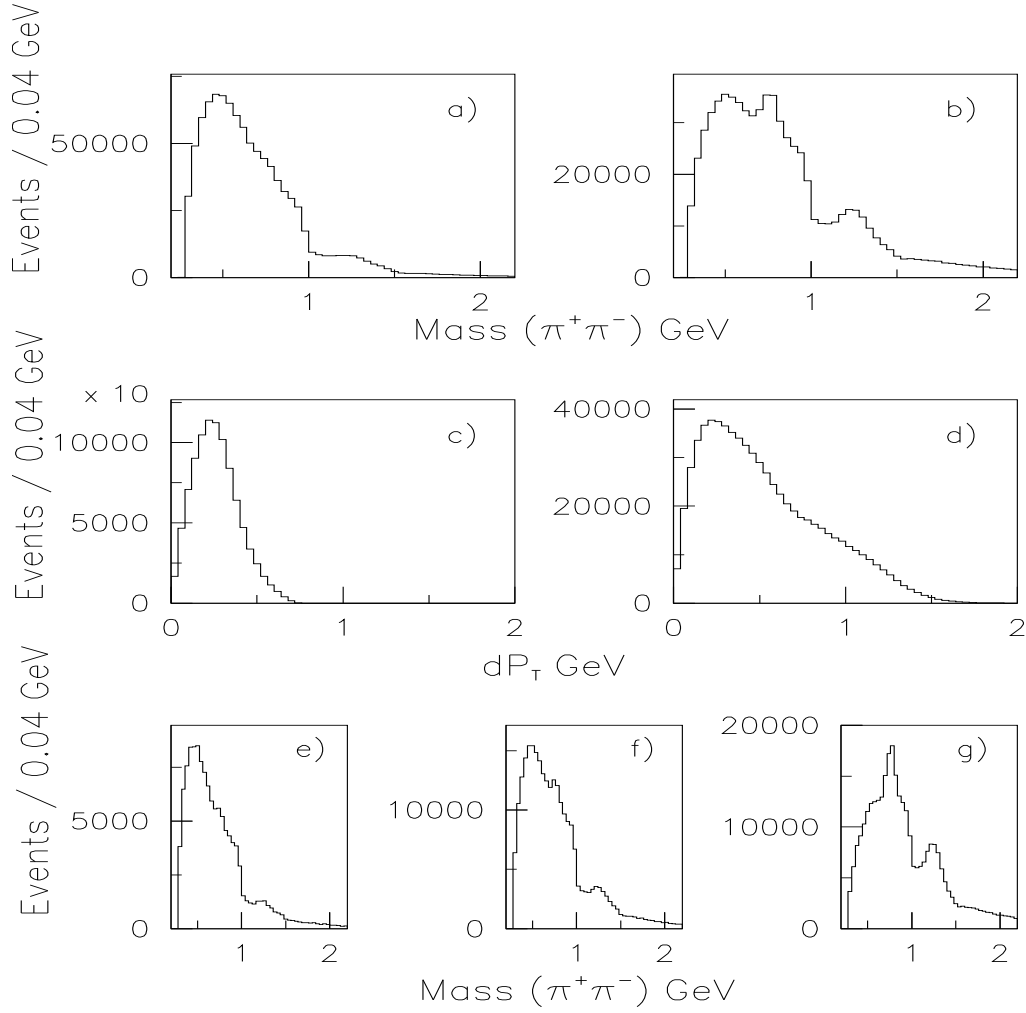 Events / 0.04 GeV
a)
50000
0
1
2
b)
20000
0
1
2
Mass (π⁺π⁻) GeV
Events / 0.04 GeV
× 10
c)
10000
5000
0
0
1
2
d)
40000
20000
0
0
1
2
dP_T GeV
Events / 0.04 GeV
e)
5000
0
1
2
f)
10000
0
1
2
g)
20000
10000
0
1
2
Mass (π⁺π⁻) GeV